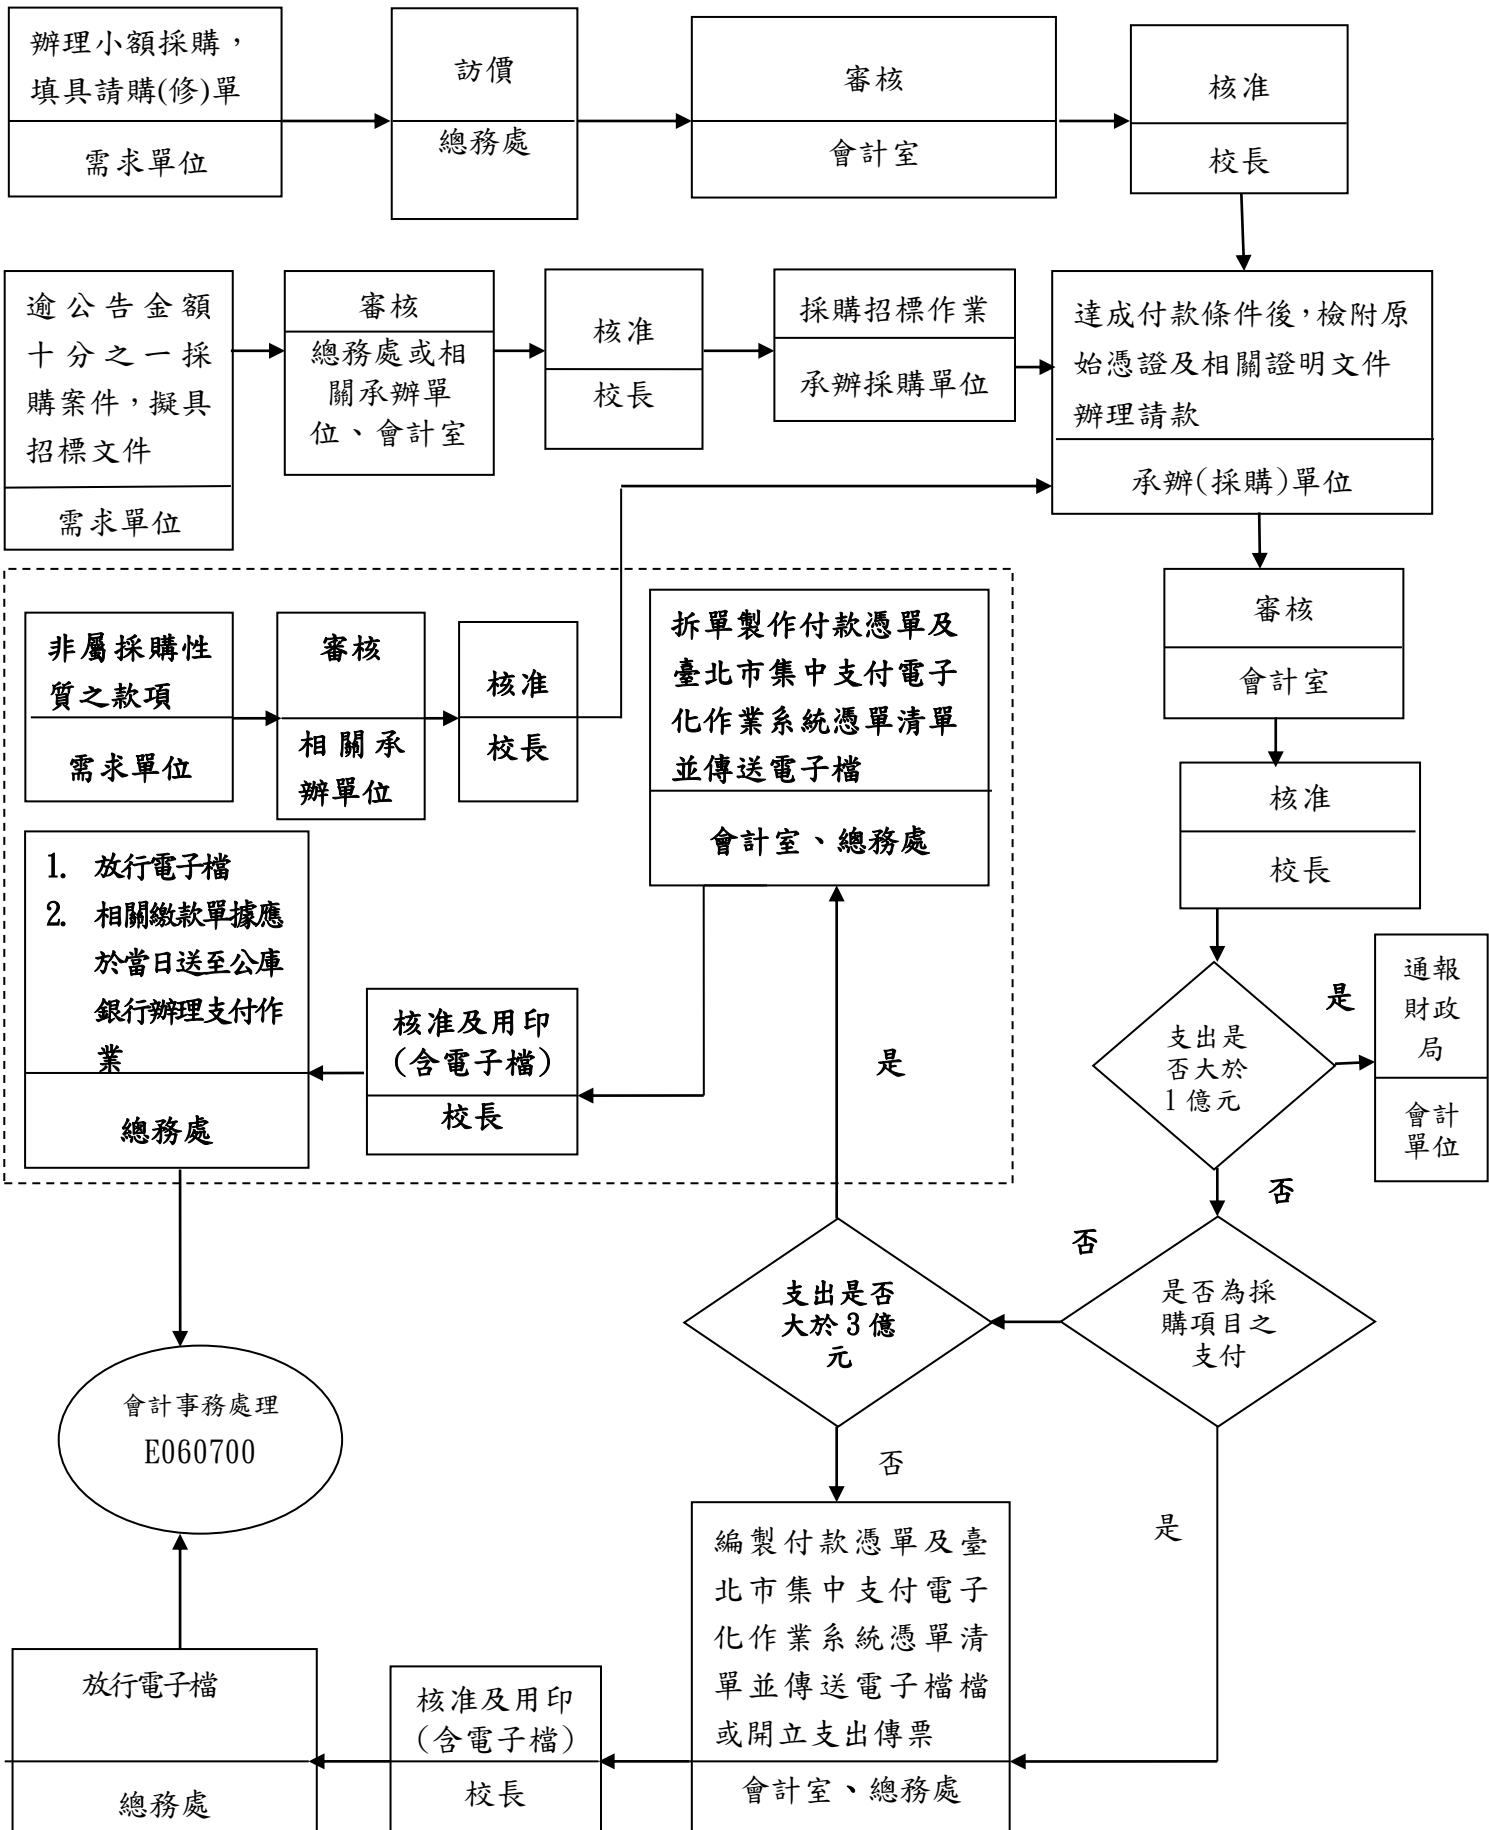 辦理小額採購，
填具請購(修)單
需求單位
訪價
總務處
審核
會計室
核准
校長
逾公告金額
十分之一採
購案件，擬具
招標文件
需求單位
審核
總務處或相
關承辦單
位、會計室
核准
校長
採購招標作業
承辦採購單位
達成付款條件後，檢附原
始憑證及相關證明文件
辦理請款
承辦(採購)單位
非屬採購性
質之款項
需求單位
審核
相關承
辦單位
核准
校長
拆單製作付款憑單及
臺北市集中支付電子
化作業系統憑單清單
並傳送電子檔
會計室、總務處
審核
會計室
核准
校長
1. 放行電子檔
2. 相關繳款單據應
於當日送至公庫
銀行辦理支付作
業
總務處
核准及用印
(含電子檔)
校長
是
支出是
否大於
1億元
是
通報
財政
局
會計
單位
否
否
支出是否
大於3億
元
是否為採
購項目之
支付
會計事務處理
E060700
否
是
編製付款憑單及臺
北市集中支付電子
化作業系統憑單清
單並傳送電子檔檔
或開立支出傳票
會計室、總務處
核准及用印
(含電子檔)
校長
放行電子檔
總務處